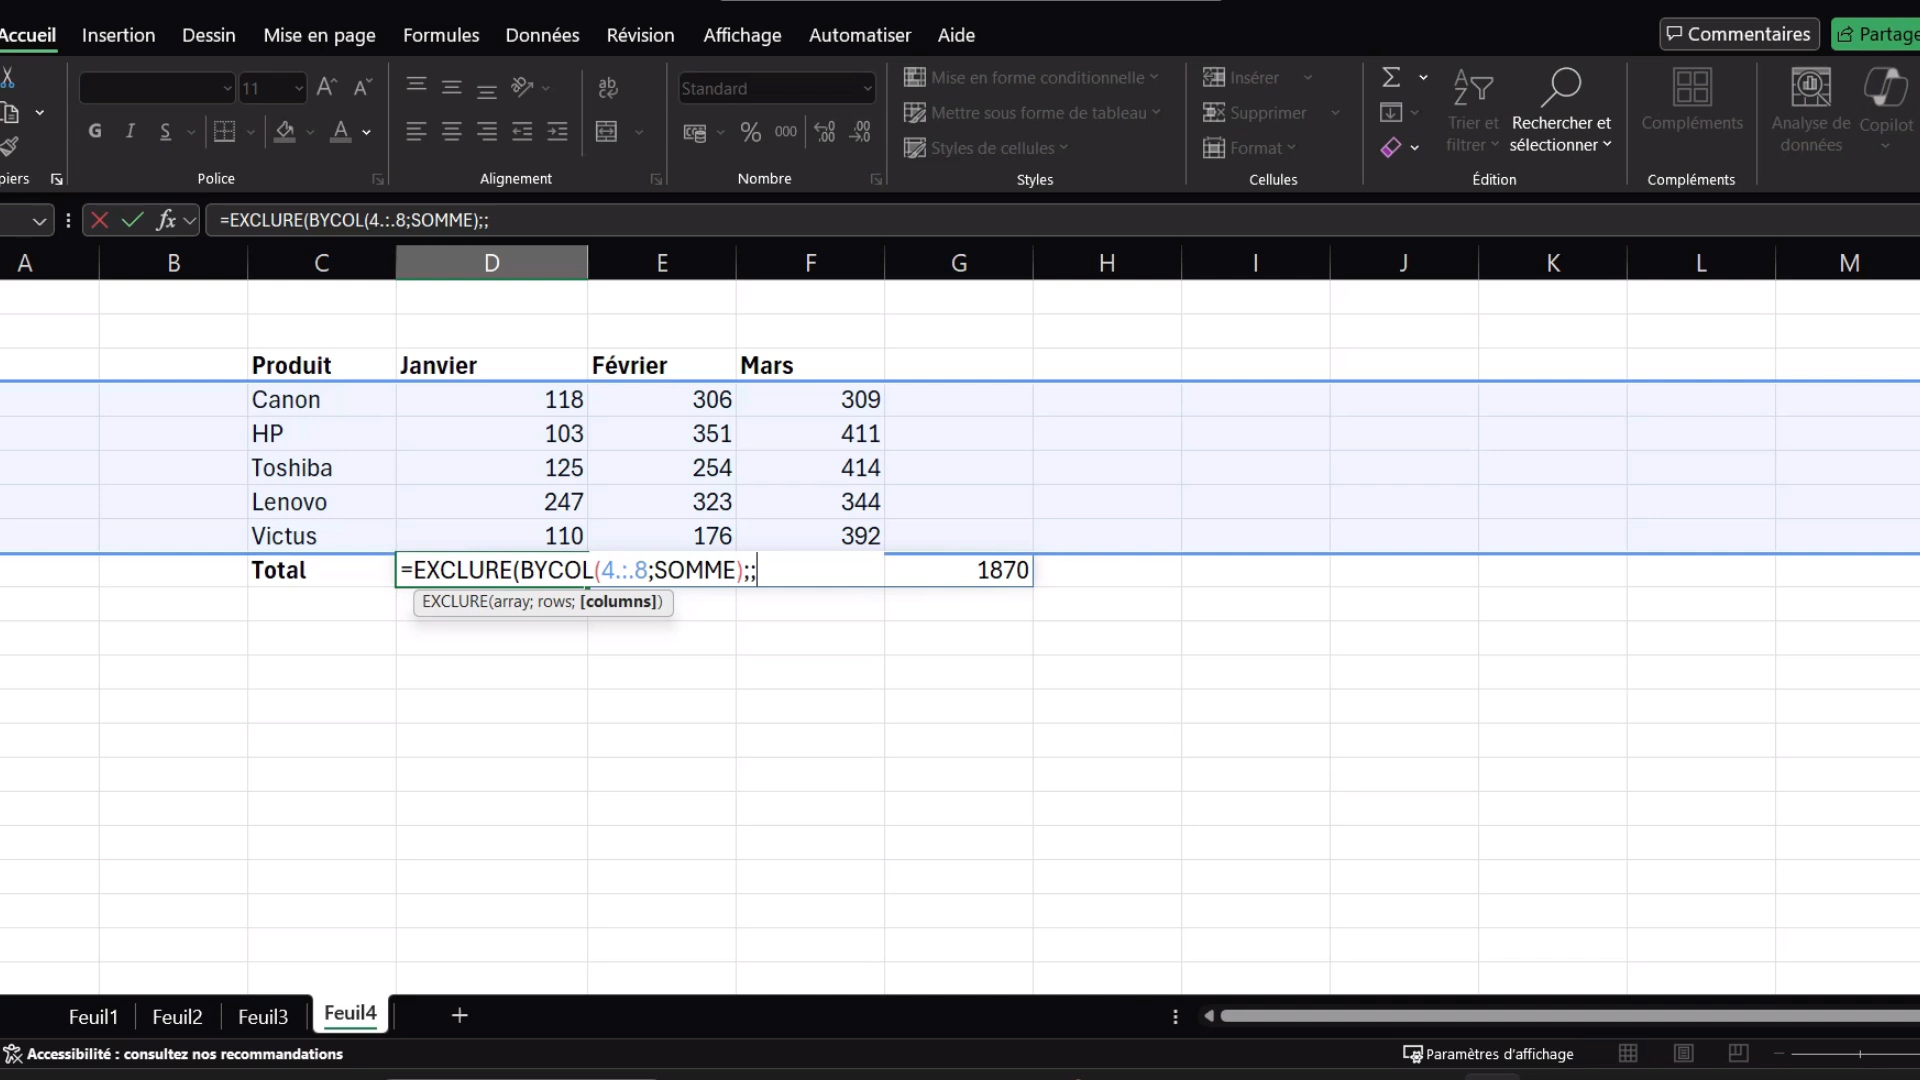 Accueil Insertion Dessin Mise en page Formules Données Révision Affichage Automatiser Aide Commentaires Partage
11 Standard Mise en forme conditionnelle Insérer
Mettre sous forme de tableau Supprimer Trier et filtrer Rechercher et sélectionner Compléments Analyse de données Copilot
G I S A % 000 Styles de cellules Format
piers Police Alignement Nombre Styles Cellules Édition Compléments
fx =EXCLURE(BYCOL(4.:.8;SOMME);;
A B C D E F G H I J K L M
Produit Janvier Février Mars
Canon 118 306 309
HP 103 351 411
Toshiba 125 254 414
Lenovo 247 323 344
Victus 110 176 392
Total =EXCLURE(BYCOL(4.:.8;SOMME);; 1870
EXCLURE(array; rows; [columns])
Feuil1 Feuil2 Feuil3 Feuil4 +
Accessibilité : consultez nos recommandations Paramètres d'affichage